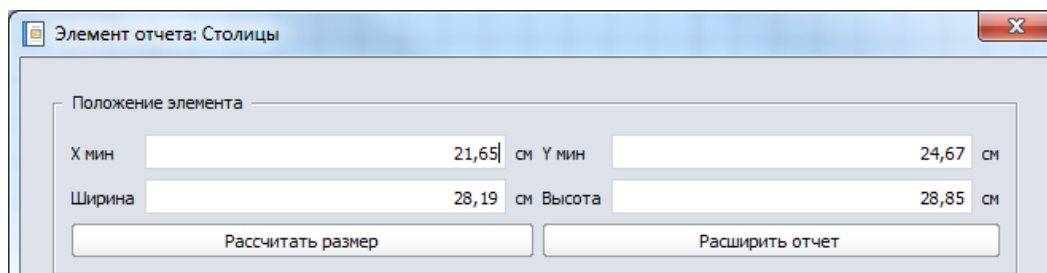 Элемент отчета: Столицы
Положение элемента
X мин 21,65 см Y мин 24,67 см
Ширина 28,19 см Высота 28,85 см
Рассчитать размер Расширить отчет